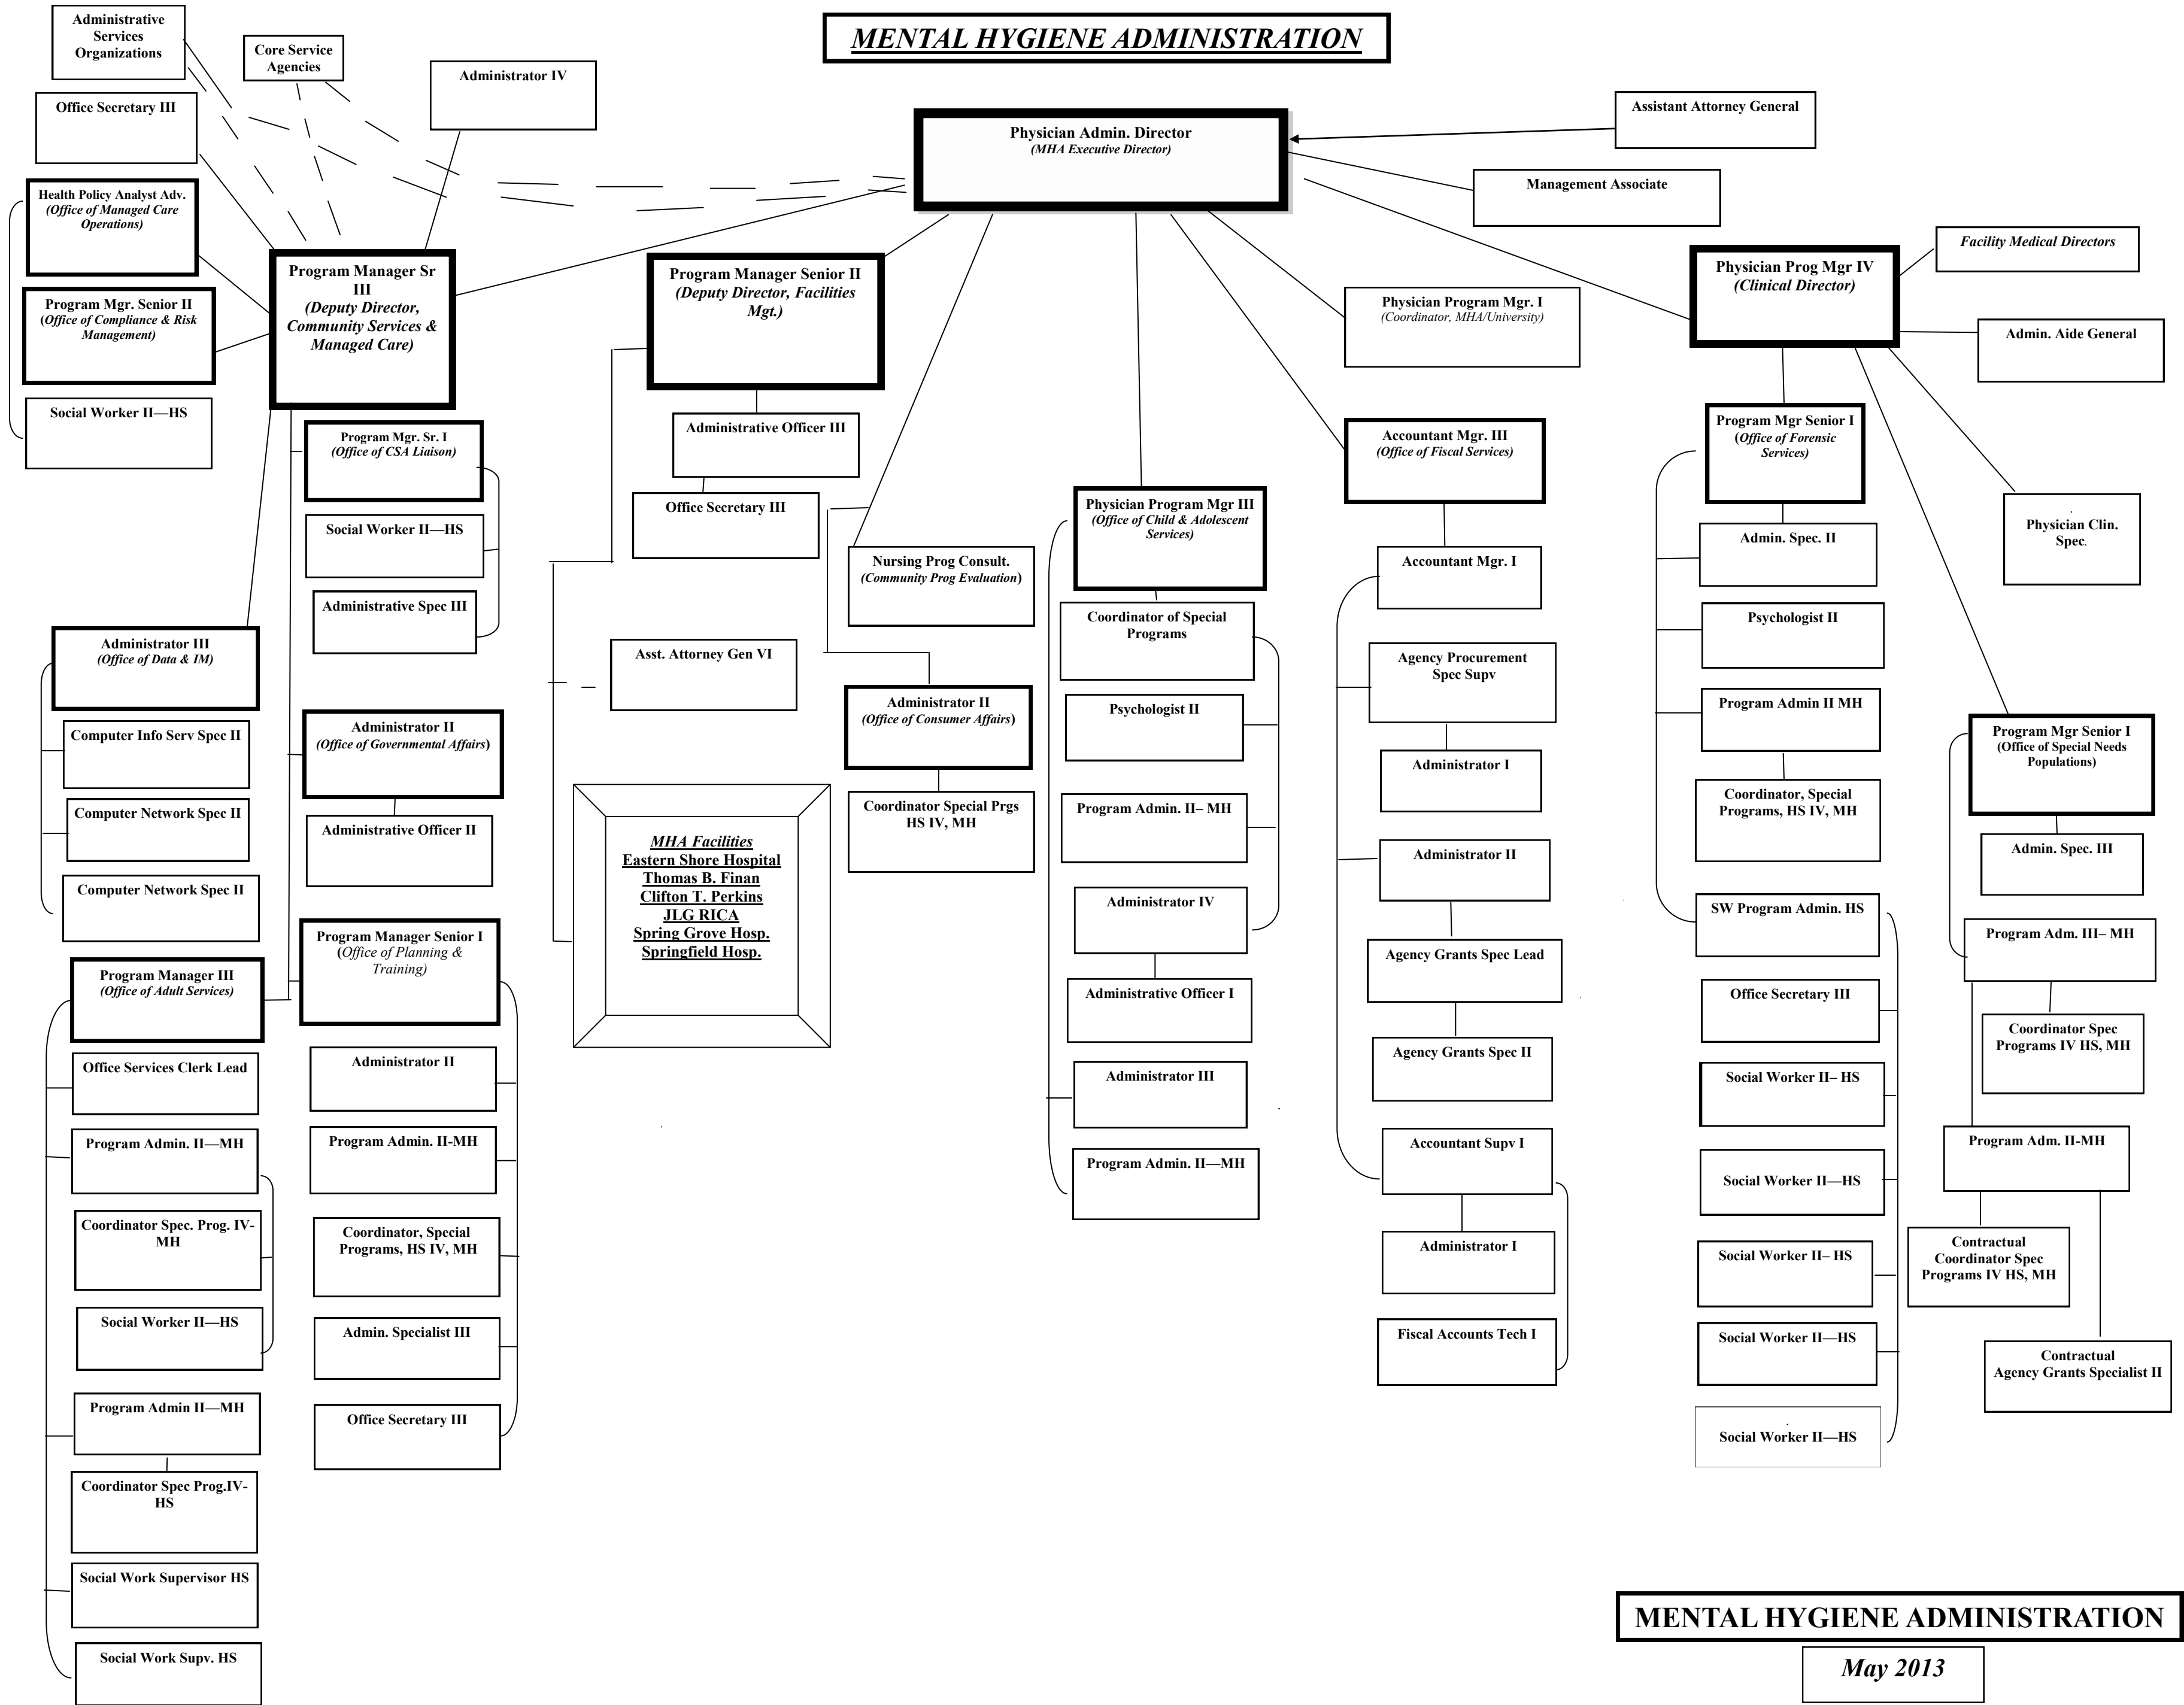 MENTAL HYGIENE ADMINISTRATION
Administrative
Services
Organizations
Core Service
Agencies
Administrator IV
Office Secretary III
Physician Admin. Director
(MHA Executive Director)
Assistant Attorney General
Management Associate
Health Policy Analyst Adv.
(Office of Managed Care
Operations)
Program Mgr. Senior II
(Office of Compliance & Risk
Management)
Social Worker II—HS
Program Manager Sr
III
(Deputy Director,
Community Services &
Managed Care)
Program Manager Senior II
(Deputy Director, Facilities
Mgt.)
Physician Program Mgr. I
(Coordinator, MHA/University)
Physician Prog Mgr IV
(Clinical Director)
Facility Medical Directors
Admin. Aide General
Program Mgr. Sr. I
(Office of CSA Liaison)
Social Worker II—HS
Administrative Spec III
Administrative Officer III
Office Secretary III
Nursing Prog Consult.
(Community Prog Evaluation)
Asst. Attorney Gen VI
Administrator II
(Office of Consumer Affairs)
Coordinator Special Prgs
HS IV, MH
MHA Facilities
Eastern Shore Hospital
Thomas B. Finan
Clifton T. Perkins
JLG RICA
Spring Grove Hosp.
Springfield Hosp.
Administrator III
(Office of Data & IM)
Computer Info Serv Spec II
Computer Network Spec II
Computer Network Spec II
Administrator II
(Office of Governmental Affairs)
Administrative Officer II
Program Manager III
(Office of Adult Services)
Office Services Clerk Lead
Program Admin. II—MH
Coordinator Spec. Prog. IV-
MH
Social Worker II—HS
Program Admin II—MH
Coordinator Spec Prog.IV-
HS
Social Work Supervisor HS
Social Work Supv. HS
Program Manager Senior I
(Office of Planning &
Training)
Administrator II
Program Admin. II-MH
Coordinator, Special
Programs, HS IV, MH
Admin. Specialist III
Office Secretary III
Physician Program Mgr III
(Office of Child & Adolescent
Services)
Coordinator of Special
Programs
Psychologist II
Program Admin. II– MH
Administrator IV
Administrative Officer I
Administrator III
Program Admin. II—MH
Accountant Mgr. III
(Office of Fiscal Services)
Accountant Mgr. I
Agency Procurement
Spec Supv
Administrator I
Administrator II
Agency Grants Spec Lead
Agency Grants Spec II
Accountant Supv I
Administrator I
Fiscal Accounts Tech I
Program Mgr Senior I
(Office of Forensic
Services)
Admin. Spec. II
Psychologist II
Program Admin II MH
Coordinator, Special
Programs, HS IV, MH
SW Program Admin. HS
Office Secretary III
Social Worker II– HS
Social Worker II—HS
Social Worker II– HS
Social Worker II—HS
Social Worker II—HS
Physician Clin.
Spec.
Program Mgr Senior I
(Office of Special Needs
Populations)
Admin. Spec. III
Program Adm. III– MH
Coordinator Spec
Programs IV HS, MH
Program Adm. II-MH
Contractual
Coordinator Spec
Programs IV HS, MH
Contractual
Agency Grants Specialist II
MENTAL HYGIENE ADMINISTRATION
May 2013